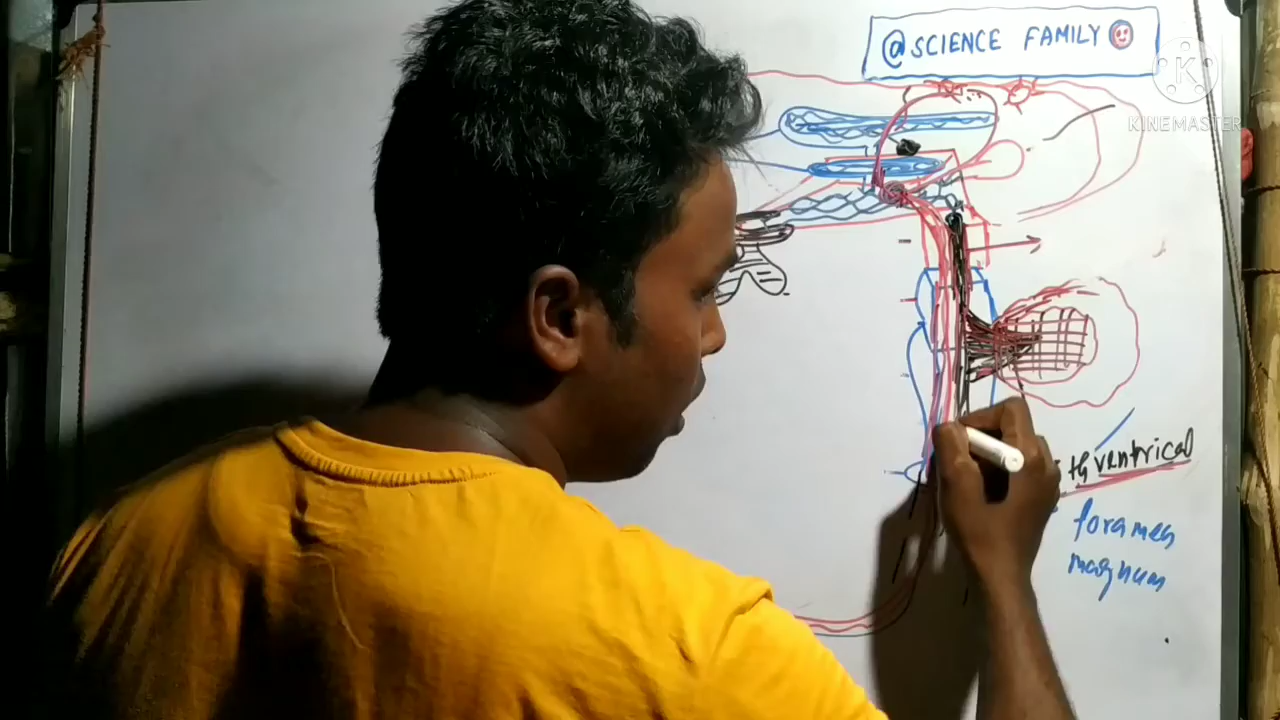 @SCIENCE FAMILY
K
KINEMASTER
th ventrical
foramen
magnum